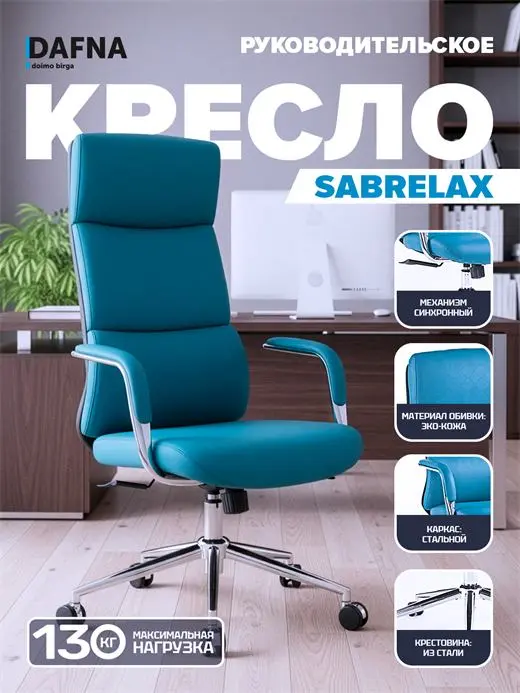 DAFNA
doimo birga
РУКОВОДИТЕЛЬСКОЕ
КРЕСЛО
SABRELAX
МЕХАНИЗМ
СИНХРОННЫЙ
МАТЕРИАЛ ОБИВКИ:
ЭКО-КОЖА
КАРКАС:
СТАЛЬНОЙ
КРЕСТОВИНА:
ИЗ СТАЛИ
130 КГ
МАКСИМАЛЬНАЯ
НАГРУЗКА